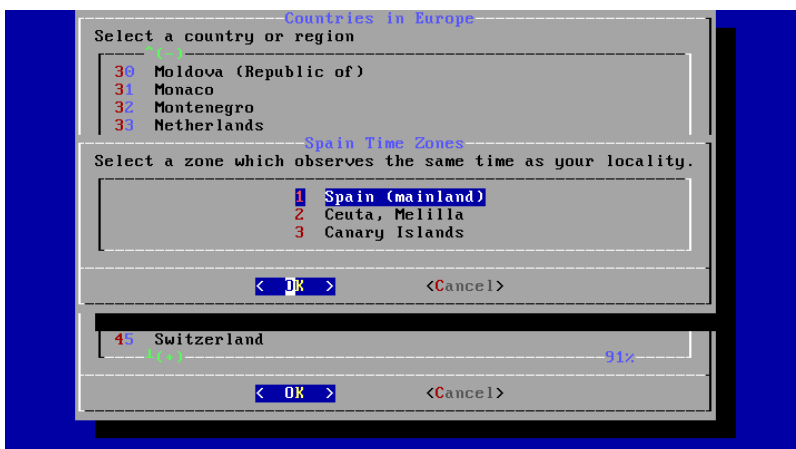 Countries in Europe
Select a country or region
^(-)
30 Moldova (Republic of)
31 Monaco
32 Montenegro
33 Netherlands
Spain Time Zones
Select a zone which observes the same time as your locality.
1 Spain (mainland)
2 Ceuta, Melilla
3 Canary Islands
< OK > <Cancel>
45 Switzerland
(+) 91%
< OK > <Cancel>